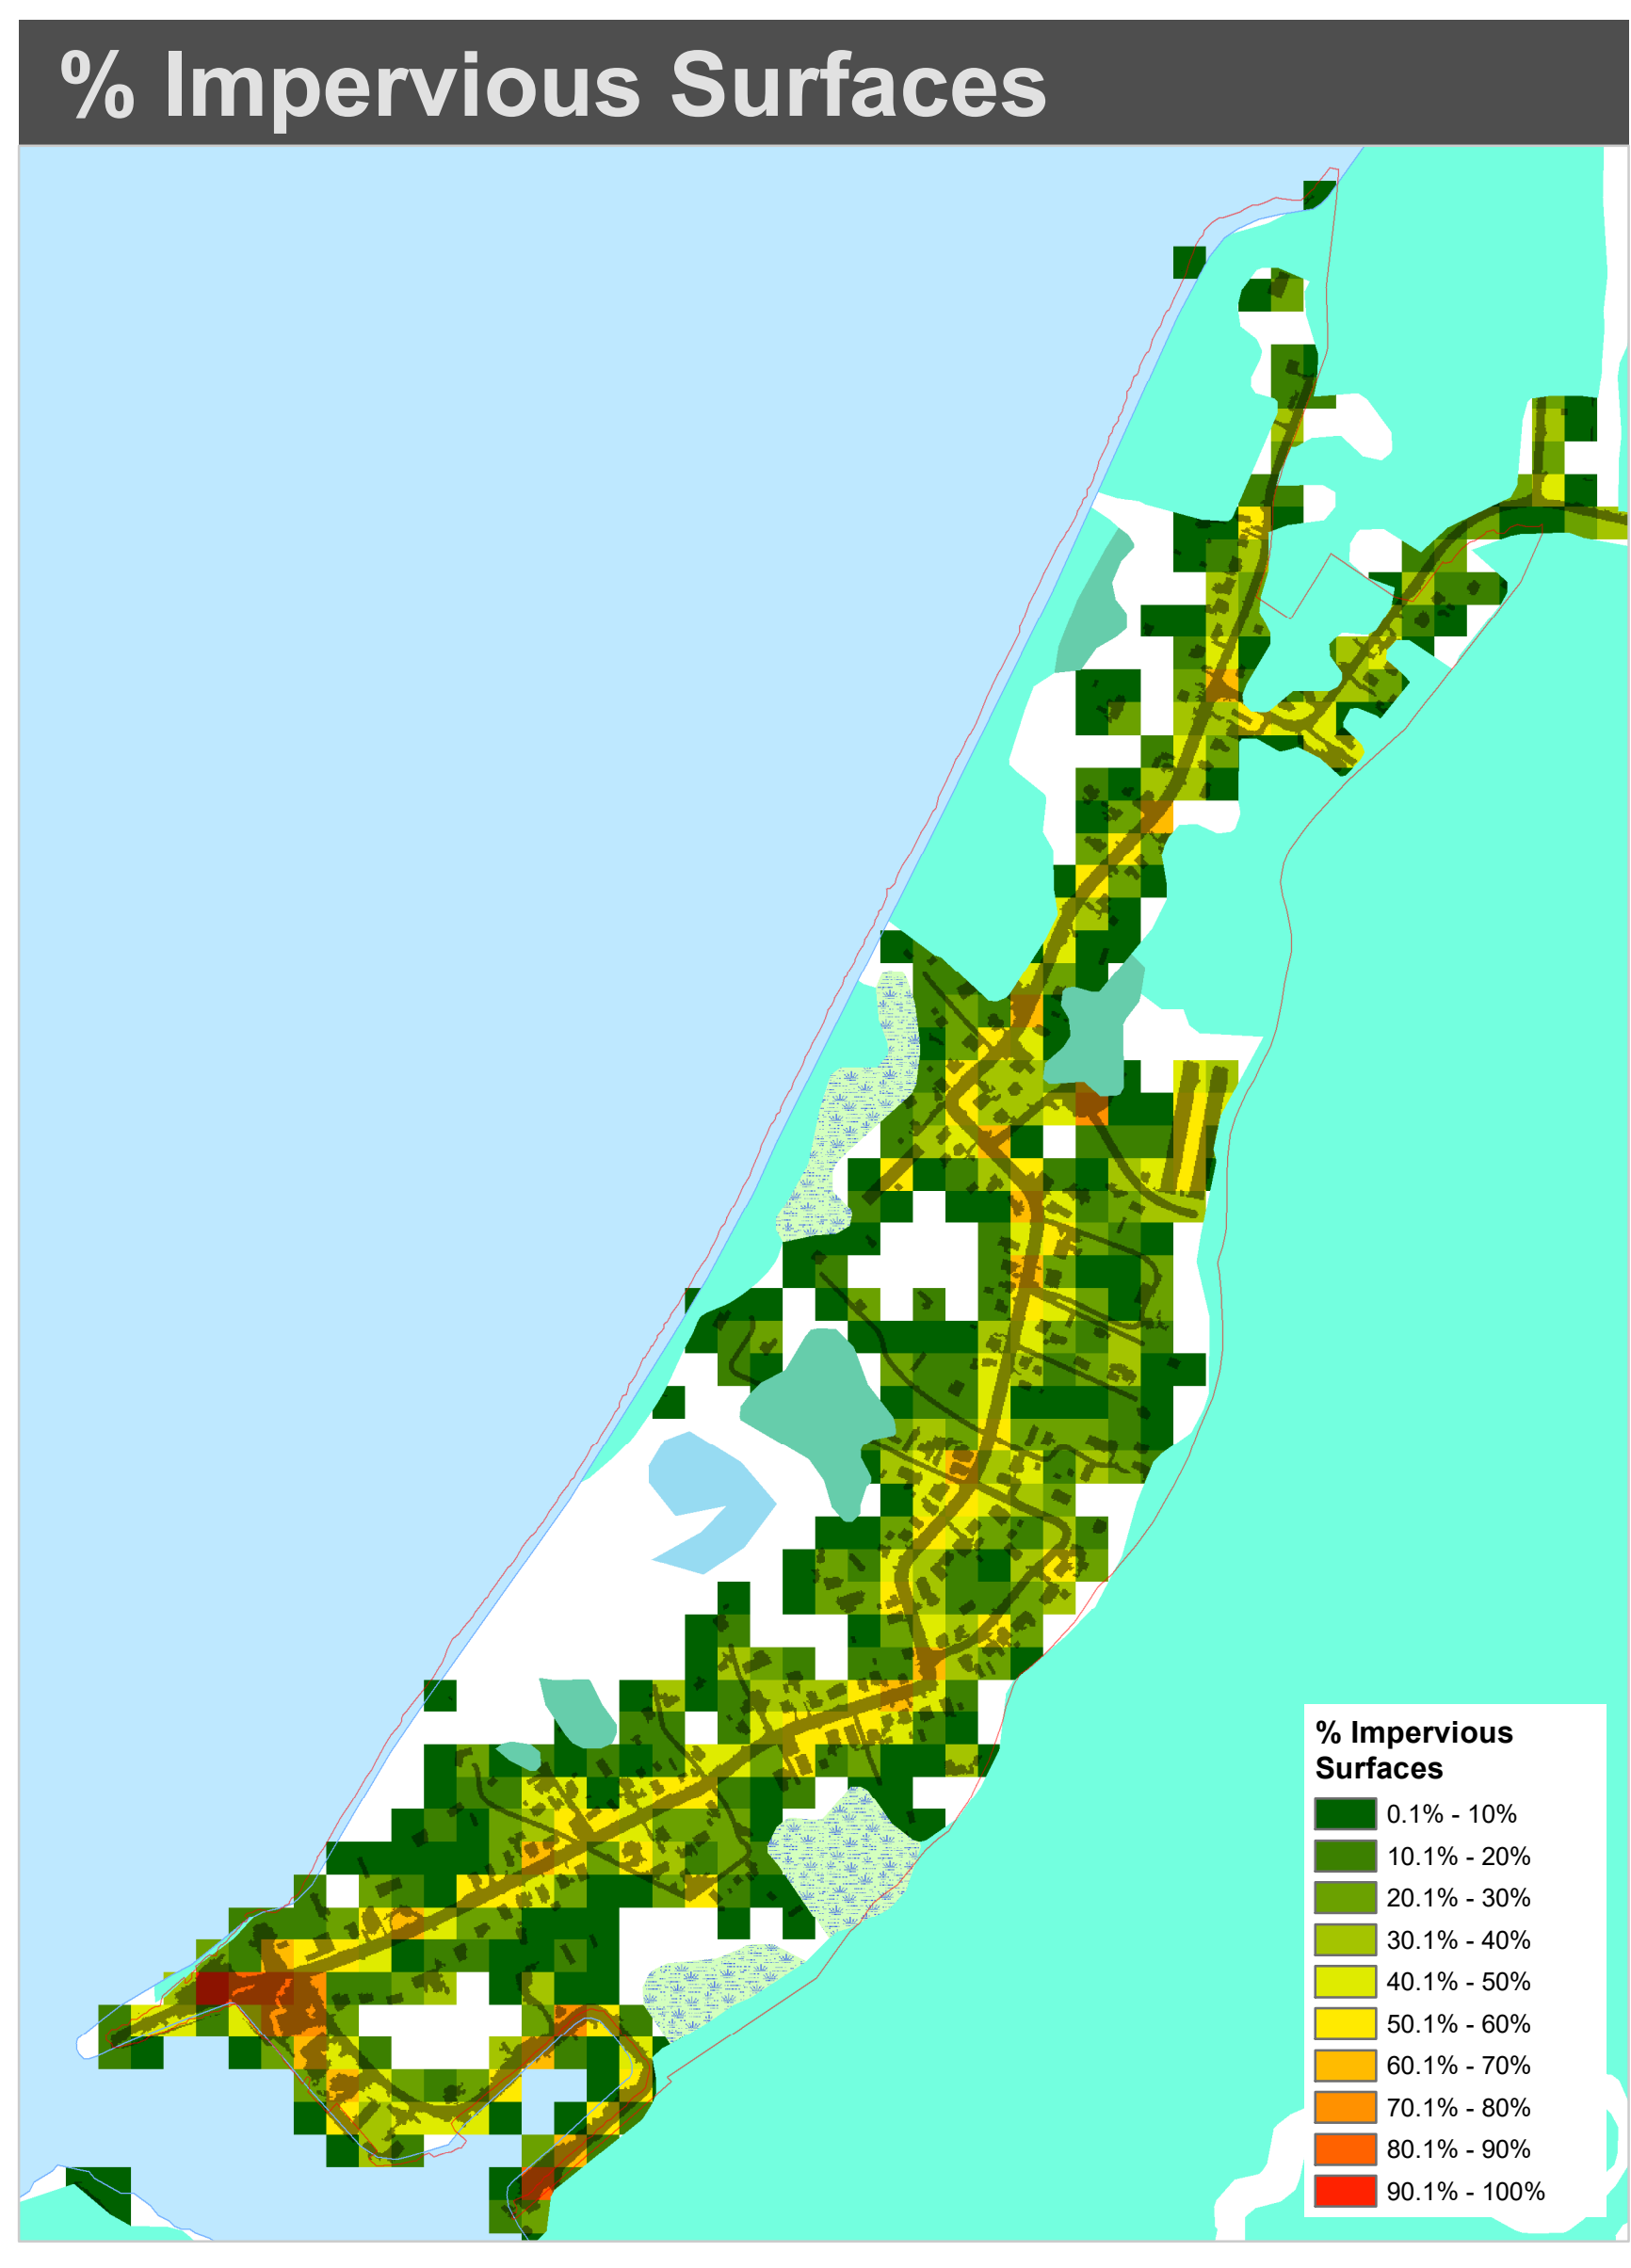 % Impervious Surfaces
% Impervious
Surfaces
0.1% - 10%
10.1% - 20%
20.1% - 30%
30.1% - 40%
40.1% - 50%
50.1% - 60%
60.1% - 70%
70.1% - 80%
80.1% - 90%
90.1% - 100%